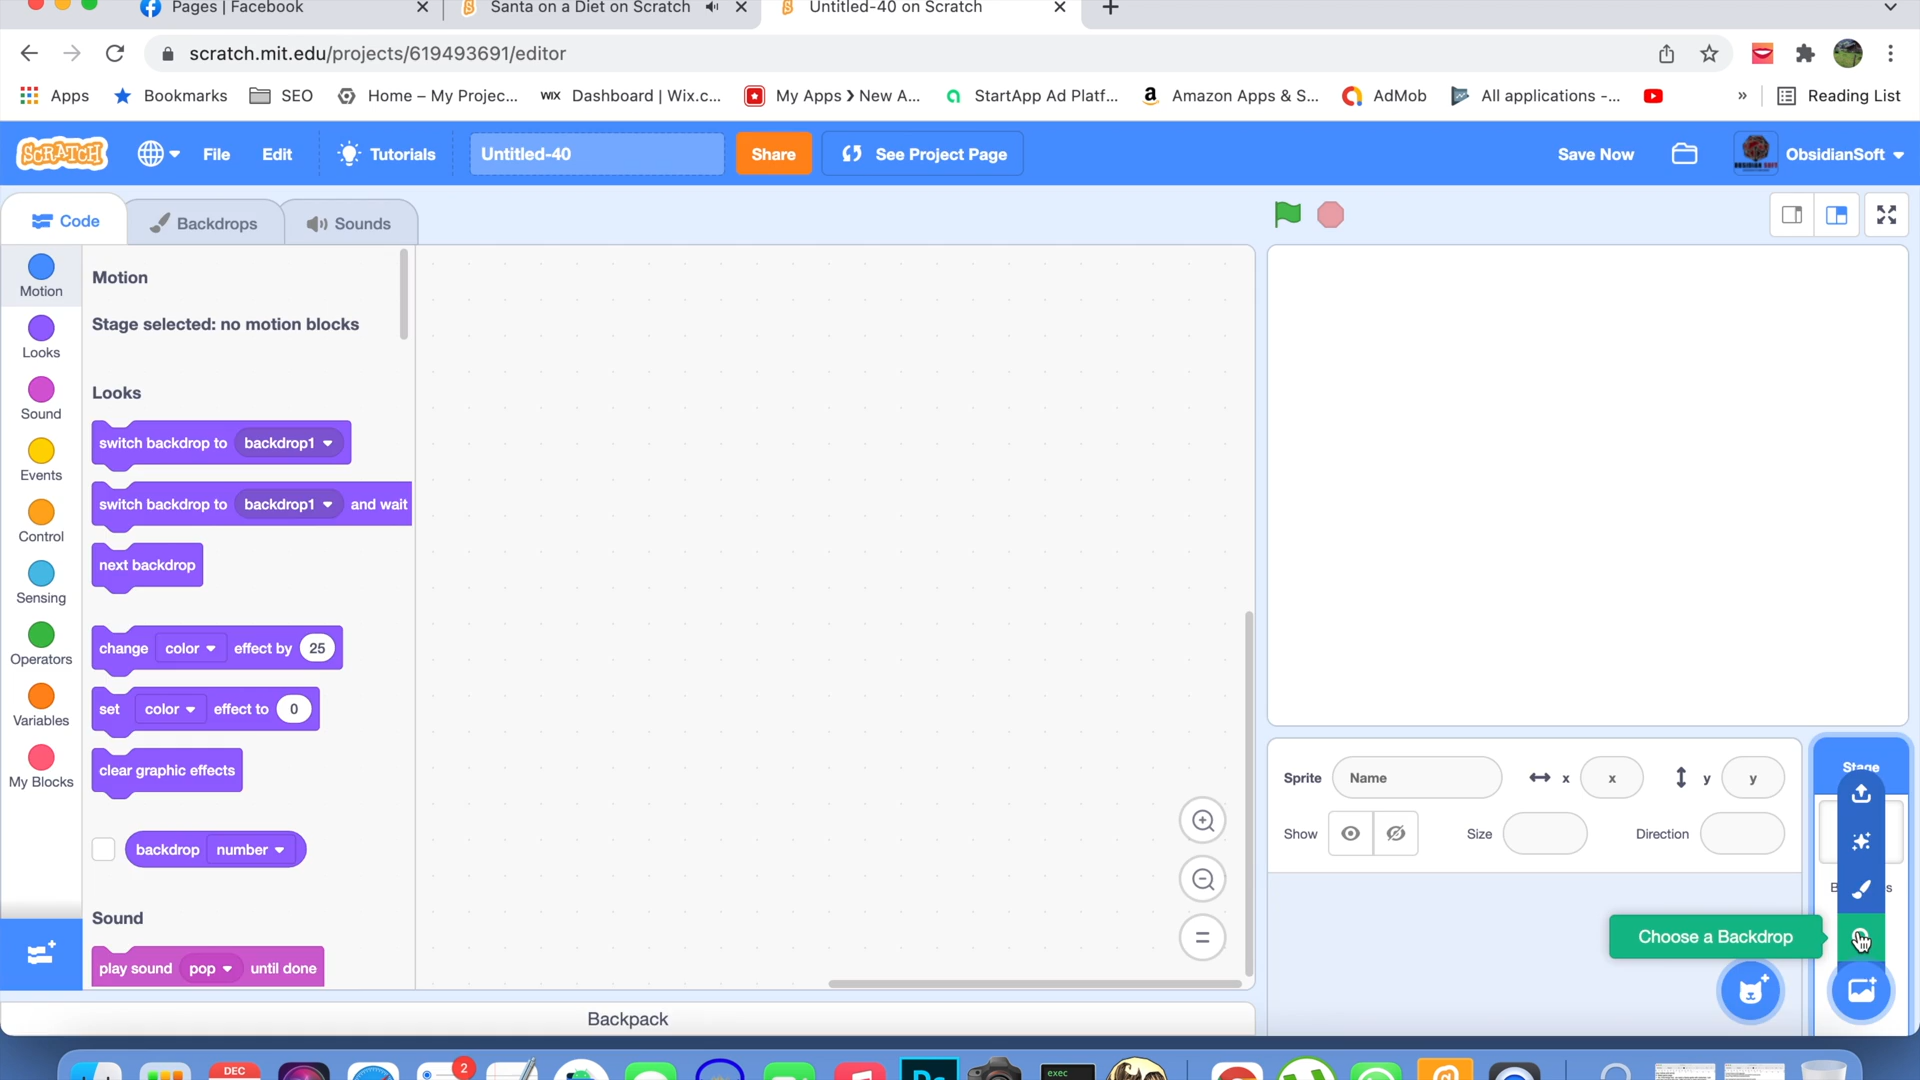 Pages | Facebook
Santa on a Diet on Scratch
Untitled-40 on Scratch
scratch.mit.edu/projects/619493691/editor
Apps
Bookmarks
SEO
Home – My Projec...
WIX
Dashboard | Wix.c...
My Apps ❯ New A...
StartApp Ad Platf...
Amazon Apps & S...
AdMob
All applications -...
»
Reading List
SCRATCH
File
Edit
Tutorials
Untitled-40
Share
See Project Page
Save Now
ObsidianSoft
Code
Backdrops
Sounds
Motion
Looks
Sound
Events
Control
Sensing
Operators
Variables
My Blocks
Motion
Stage selected: no motion blocks
Looks
switch backdrop to backdrop1
switch backdrop to backdrop1 and wait
next backdrop
change color effect by 25
set color effect to 0
clear graphic effects
backdrop number
Sound
play sound pop until done
Sprite Name
x x
y y
Show
Size
Direction
Stage
Choose a Backdrop
Backpack
DEC
2
exec